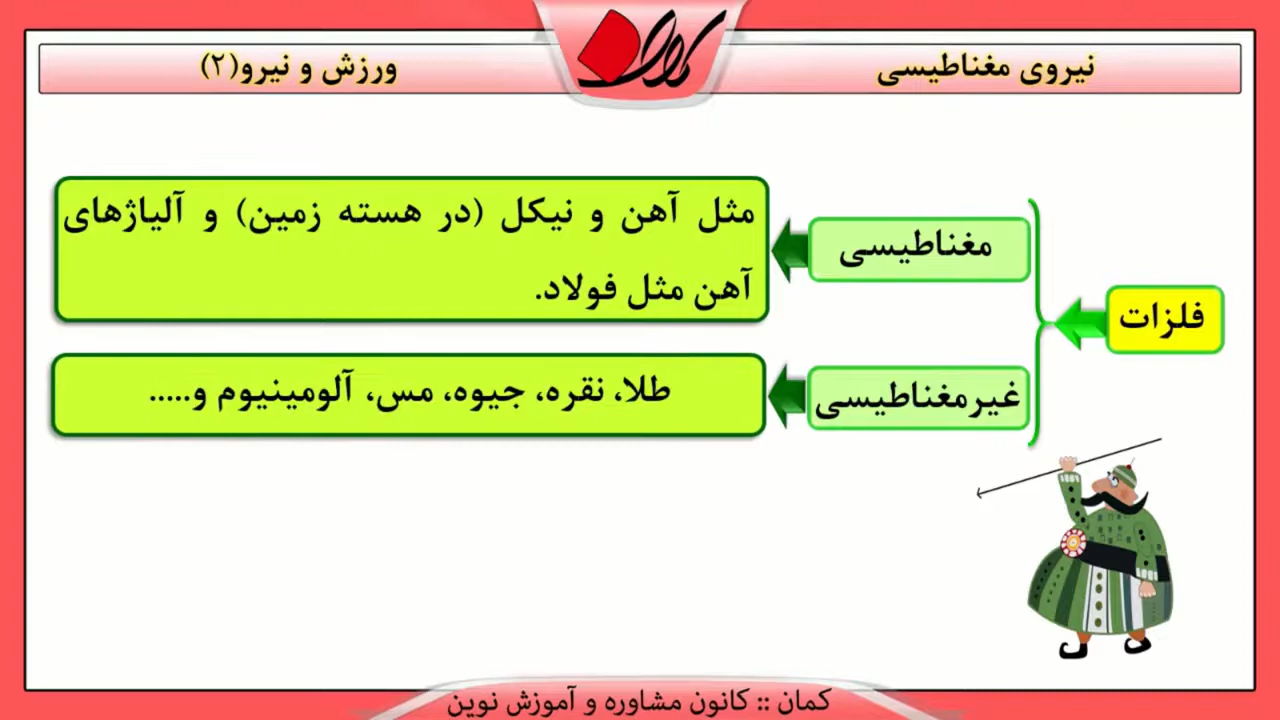 نیروی مغناطیسی
کمان
ورزش و نیرو(۲)
فلزات
مغناطیسی
مثل آهن و نیکل (در هسته زمین) و آلیاژهای
آهن مثل فولاد.
غیرمغناطیسی
طلا، نقره، جیوه، مس، آلومینیوم و.....
کمان :: کانون مشاوره و آموزش نوین